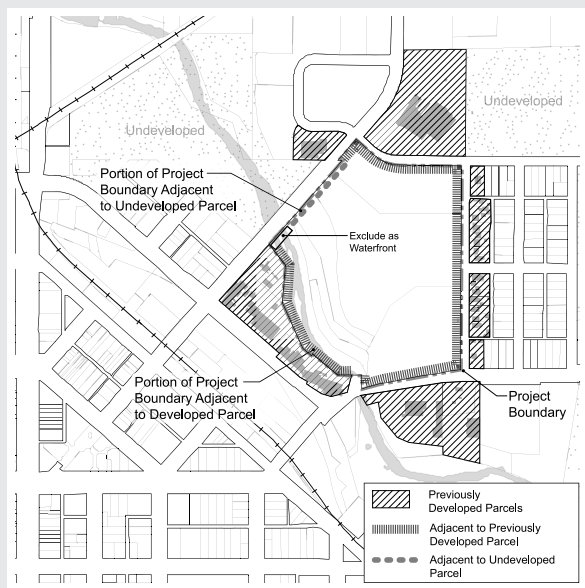 Undeveloped
Undeveloped
Portion of Project
Boundary Adjacent
to Undeveloped Parcel
Exclude as
Waterfront
Portion of Project
Boundary Adjacent
to Developed Parcel
Project
Boundary
Previously
Developed Parcels
Adjacent to Previously
Developed Parcel
Adjacent to Undeveloped
Parcel